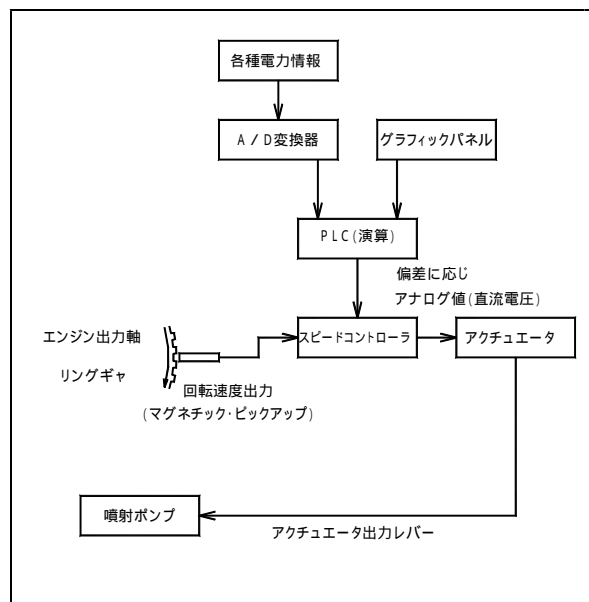 各種電力情報
A/D変換器
グラフィックパネル
PLC(演算)
偏差に応じ
アナログ値(直流電圧)
スピードコントローラ
アクチュエータ
エンジン出力軸
リングギャ
回転速度出力
(マグネチック・ピックアップ)
噴射ポンプ
アクチュエータ出力レバー